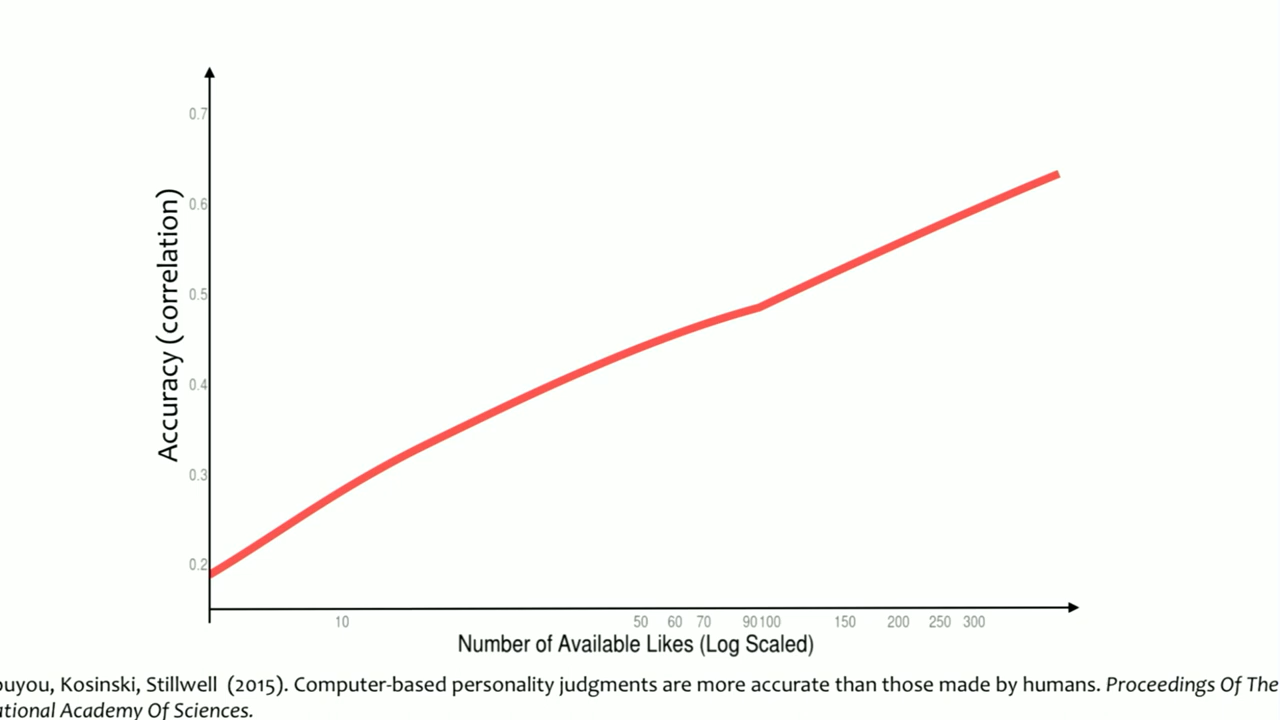 0.7
0.6
0.5
0.4
0.3
0.2
Accuracy (correlation)
10 50 60 70 90 100 150 200 250 300
Number of Available Likes (Log Scaled)
ouyou, Kosinski, Stillwell (2015). Computer-based personality judgments are more accurate than those made by humans. Proceedings Of The
ational Academy Of Sciences.